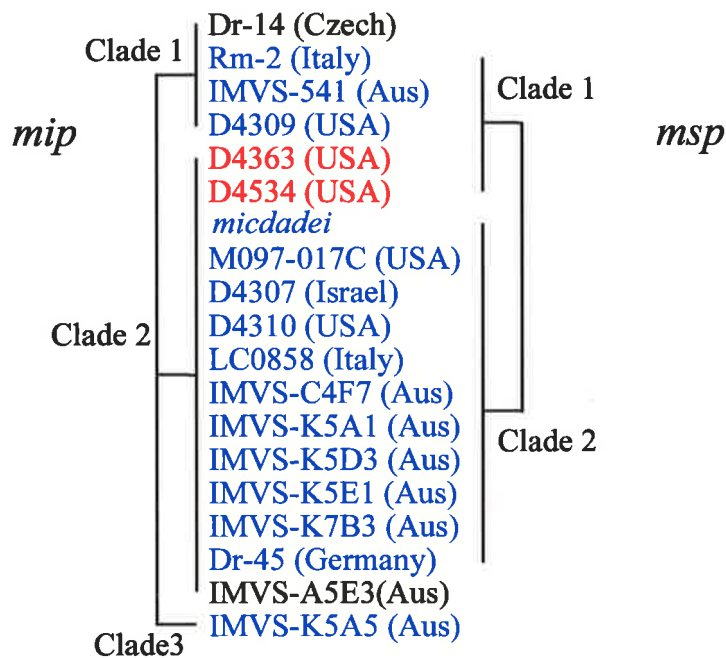 Dr-14 (Czech)
Clade 1
Rm-2 (Italy)
IMVS-541 (Aus)
Clade 1
D4309 (USA)
mip
msp
D4363 (USA)
D4534 (USA)
micdadei
M097-017C (USA)
D4307 (Israel)
D4310 (USA)
Clade 2
LC0858 (Italy)
IMVS-C4F7 (Aus)
IMVS-K5A1 (Aus)
Clade 2
IMVS-K5D3 (Aus)
IMVS-K5E1 (Aus)
IMVS-K7B3 (Aus)
Dr-45 (Germany)
IMVS-A5E3(Aus)
IMVS-K5A5 (Aus)
Clade3